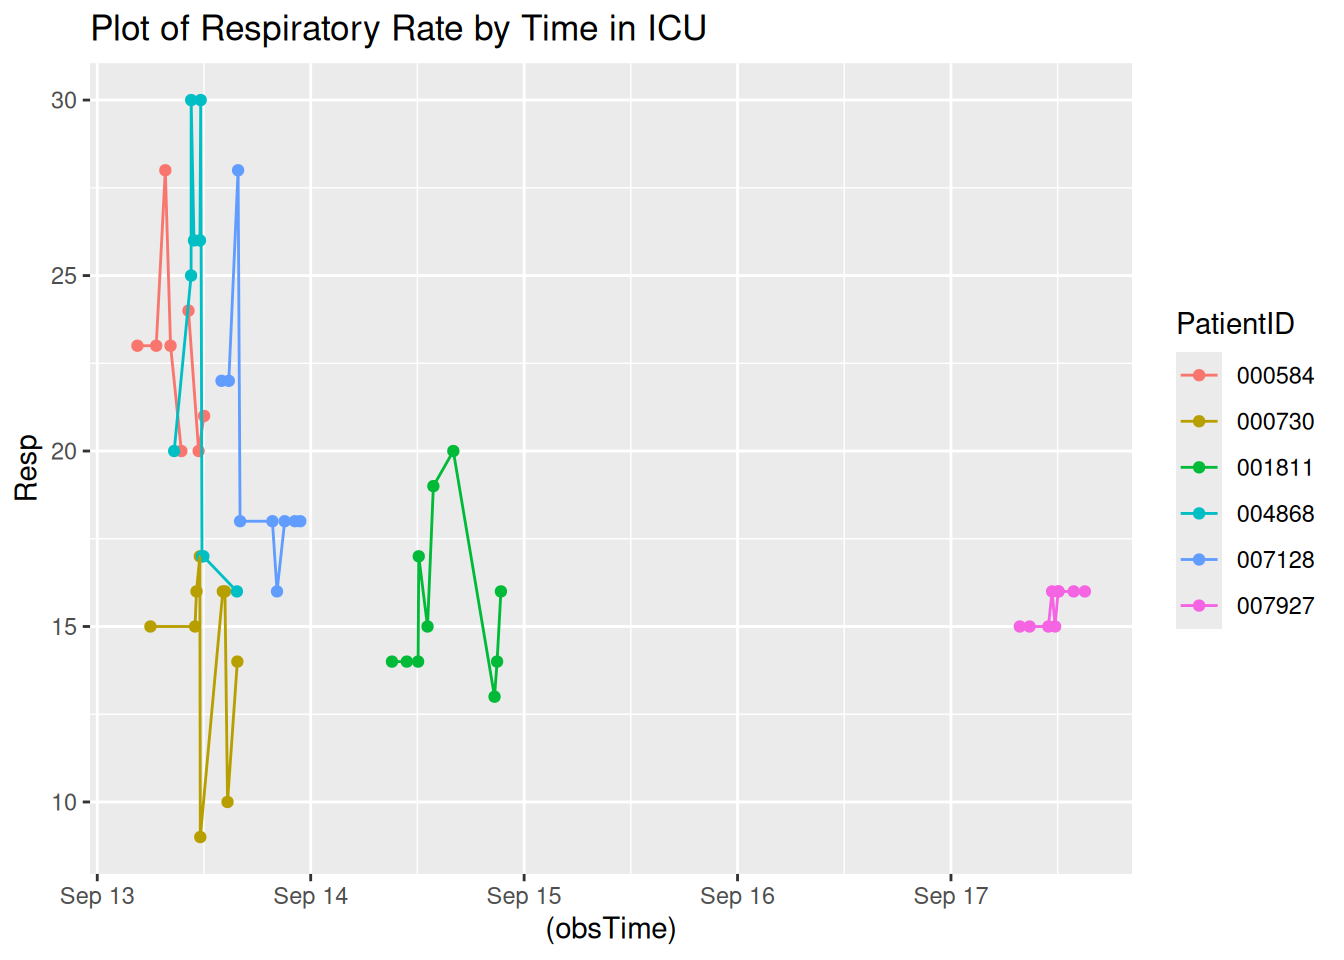 Plot of Respiratory Rate by Time in ICU
Resp
30
25
20
15
10
Sep 13
Sep 14
Sep 15
Sep 16
Sep 17
(obsTime)
PatientID
000584
000730
001811
004868
007128
007927